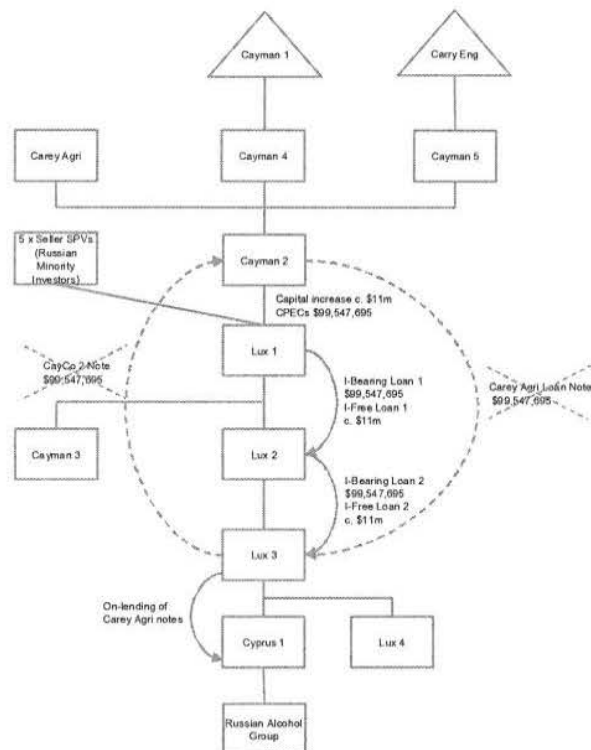 Cayman 1
Carry Eng
Carey Agri
Cayman 4
Cayman 5
5 x Seller SPVs
(Russian
Minority
Investors)
Cayman 2
Capital increase c. $11m
CPECs $99,547,695
Lux 1
CayCo 2 Note
$99,547,695
I-Bearing Loan 1
$99,547,695
I-Free Loan 1
c. $11m
Carey Agri Loan Note
$99,547,695
Cayman 3
Lux 2
I-Bearing Loan 2
$99,547,695
I-Free Loan 2
c. $11m
Lux 3
On-lending of
Carey Agri notes
Cyprus 1
Lux 4
Russian Alcohol
Group